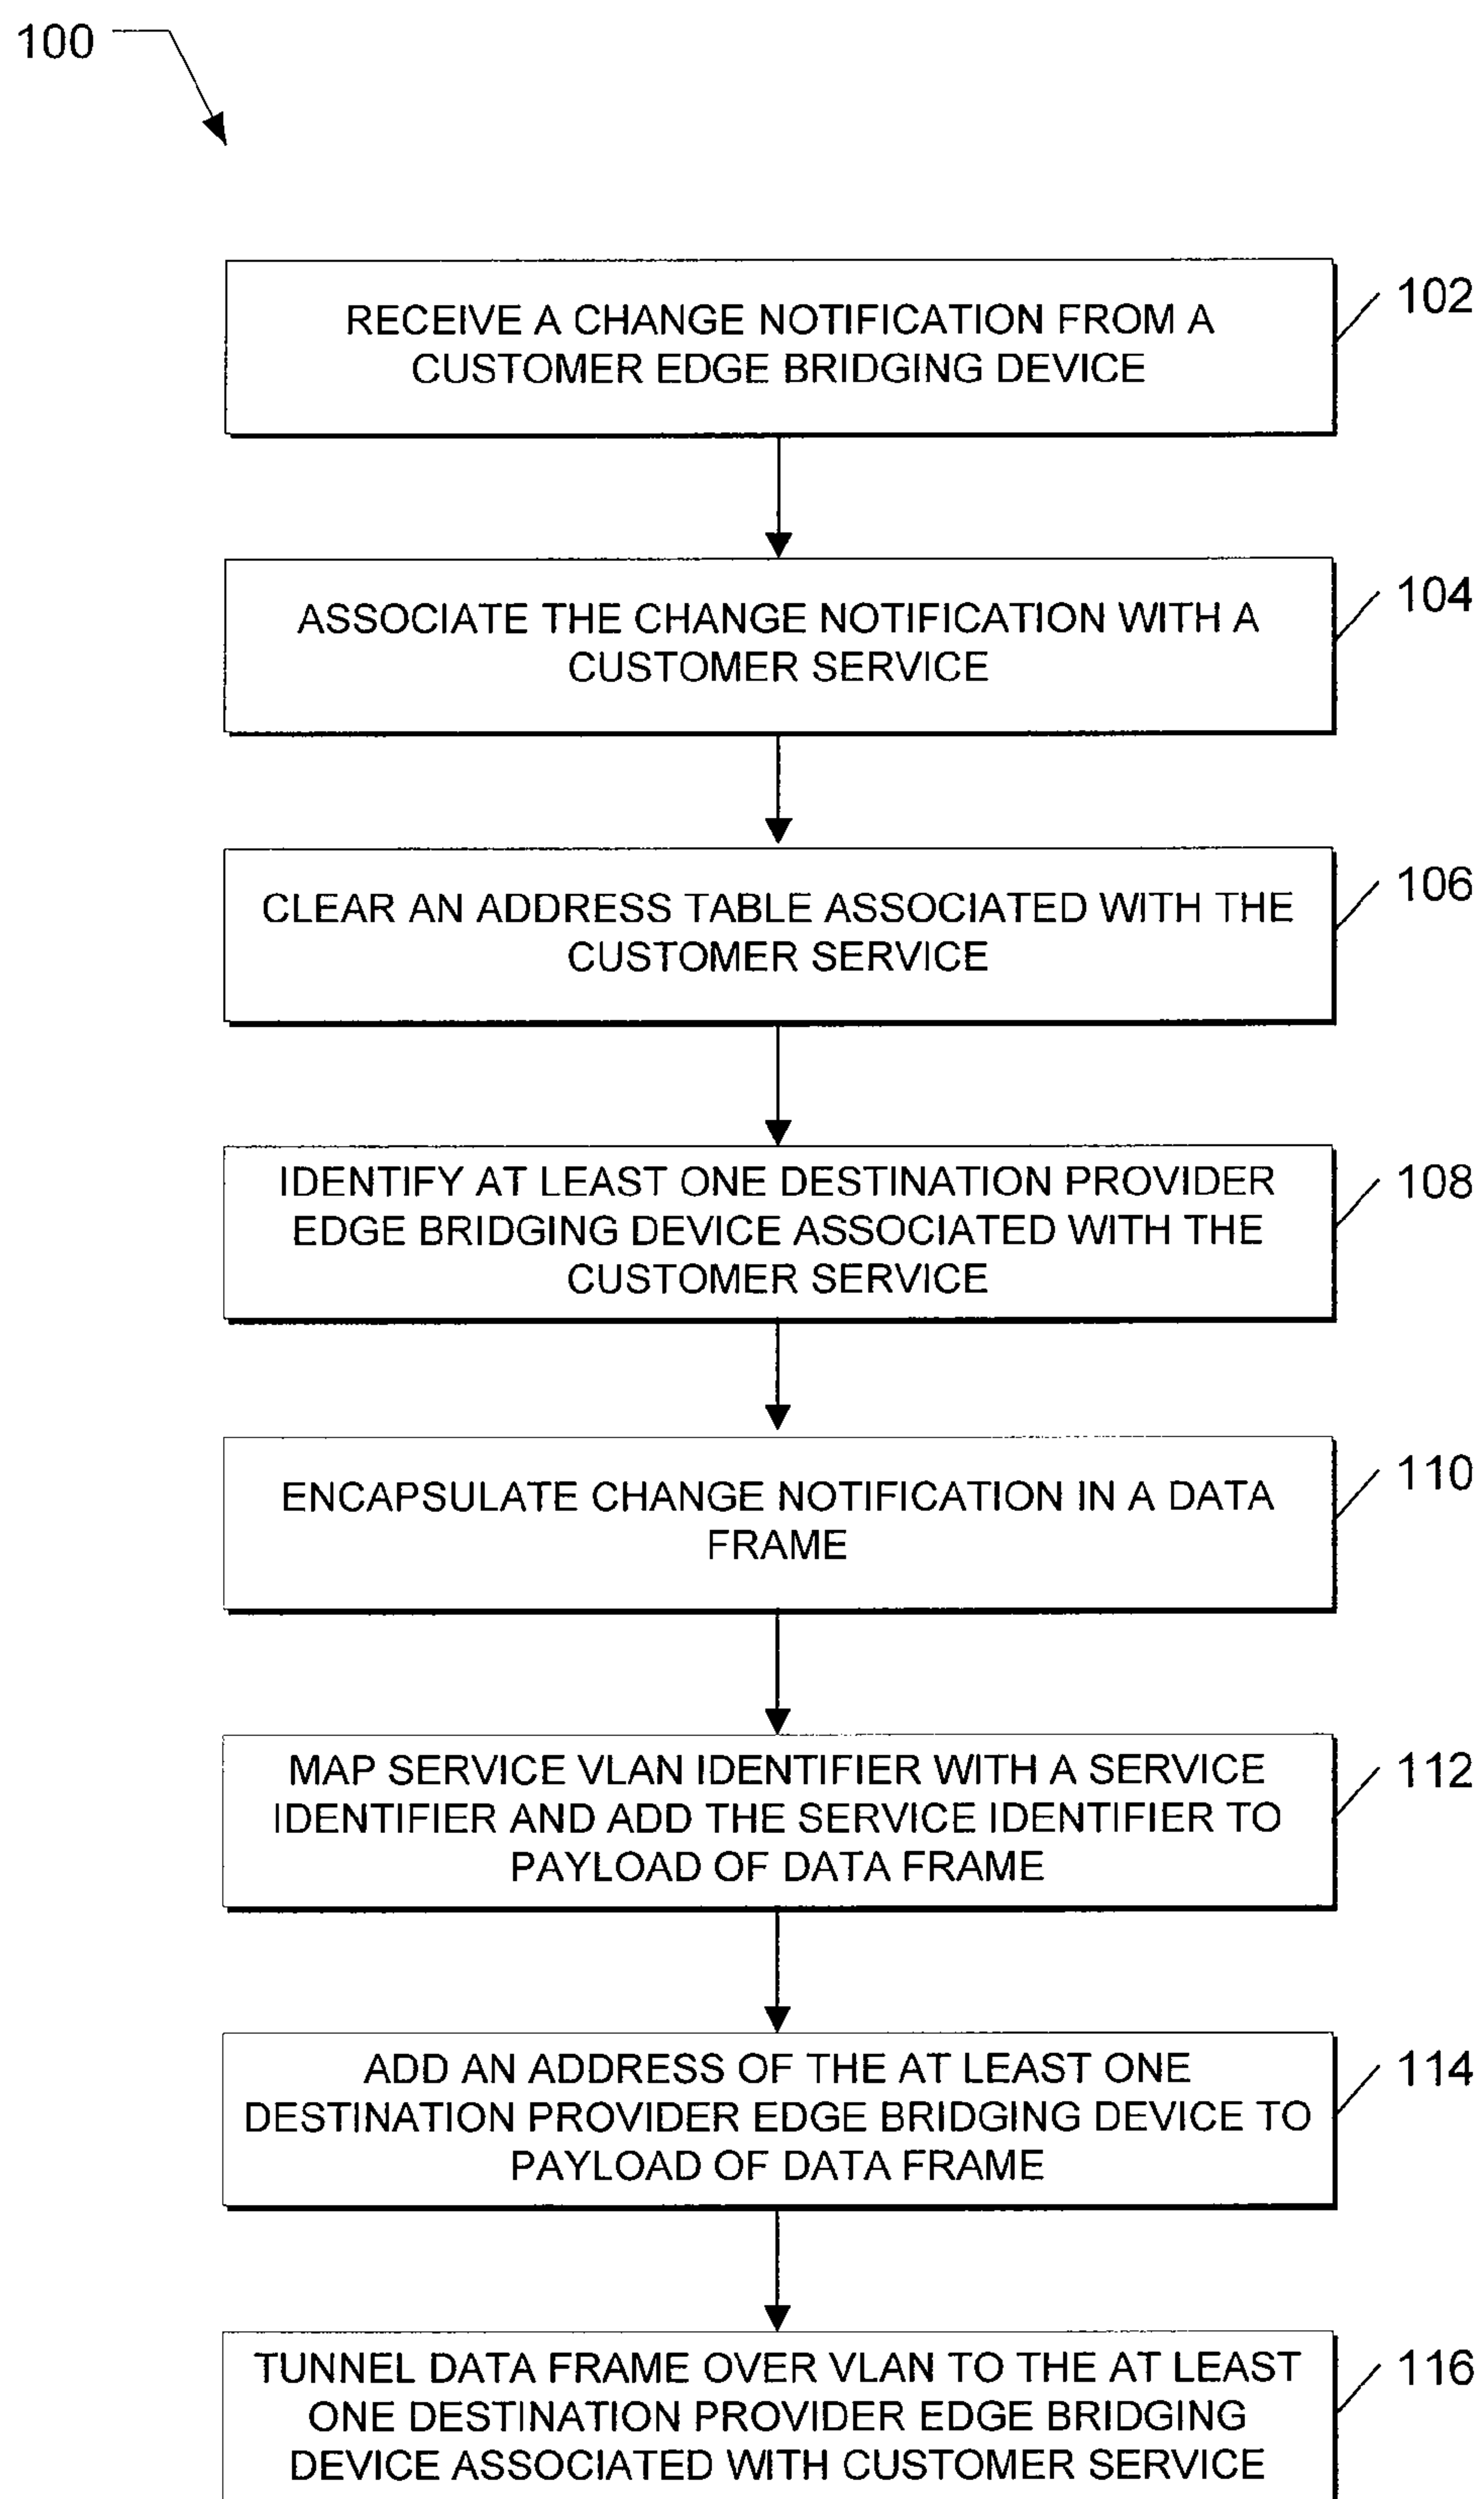 100
RECEIVE A CHANGE NOTIFICATION FROM A
CUSTOMER EDGE BRIDGING DEVICE
102
ASSOCIATE THE CHANGE NOTIFICATION WITH A
CUSTOMER SERVICE
104
CLEAR AN ADDRESS TABLE ASSOCIATED WITH THE
CUSTOMER SERVICE
106
IDENTIFY AT LEAST ONE DESTINATION PROVIDER
EDGE BRIDGING DEVICE ASSOCIATED WITH THE
CUSTOMER SERVICE
108
ENCAPSULATE CHANGE NOTIFICATION IN A DATA
FRAME
110
MAP SERVICE VLAN IDENTIFIER WITH A SERVICE
IDENTIFIER AND ADD THE SERVICE IDENTIFIER TO
PAYLOAD OF DATA FRAME
112
ADD AN ADDRESS OF THE AT LEAST ONE
DESTINATION PROVIDER EDGE BRIDGING DEVICE TO
PAYLOAD OF DATA FRAME
114
TUNNEL DATA FRAME OVER VLAN TO THE AT LEAST
ONE DESTINATION PROVIDER EDGE BRIDGING
DEVICE ASSOCIATED WITH CUSTOMER SERVICE
116